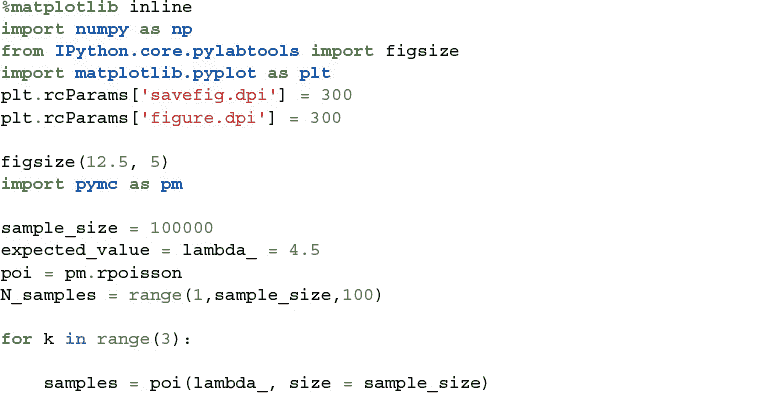 %matplotlib inline
import numpy as np
from IPython.core.pylabtools import figsize
import matplotlib.pyplot as plt
plt.rcParams['savefig.dpi'] = 300
plt.rcParams['figure.dpi'] = 300
figsize(12.5, 5)
import pymc as pm
sample_size = 100000
expected_value = lambda_ = 4.5
poi = pm.rpoisson
N_samples = range(1,sample_size,100)
for k in range(3):
    samples = poi(lambda_, size = sample_size)